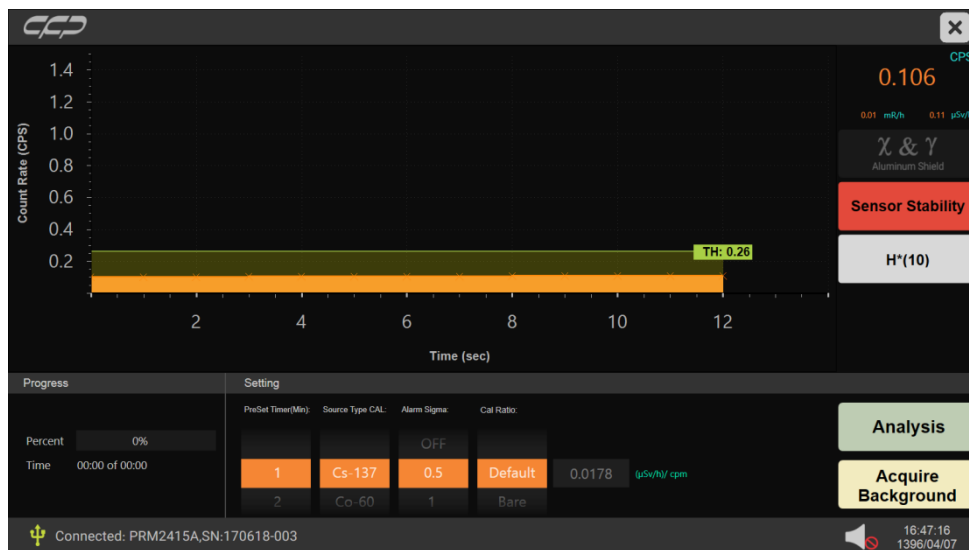 CCP
1.4
1.2
1.0
0.8
0.6
0.4
0.2
Count Rate (CPS)
TH: 0.26
2
4
6
8
10
12
Time (sec)
CPS
0.106
0.01 mR/h 0.11 µSv/h
χ & γ
Aluminum Shield
Sensor Stability
H*(10)
Progress
Percent 0%
Time 00:00 of 00:00
Setting
PreSet Timer(Min): Source Type CAL: Alarm Sigma: Cal Ratio:
OFF
1 Cs-137 0.5 Default 0.0178 (µSv/h)/ cpm
2 Co-60 1 Bare
Analysis
Acquire
Background
Connected: PRM2415A,SN:170618-003
16:47:16
1396/04/07